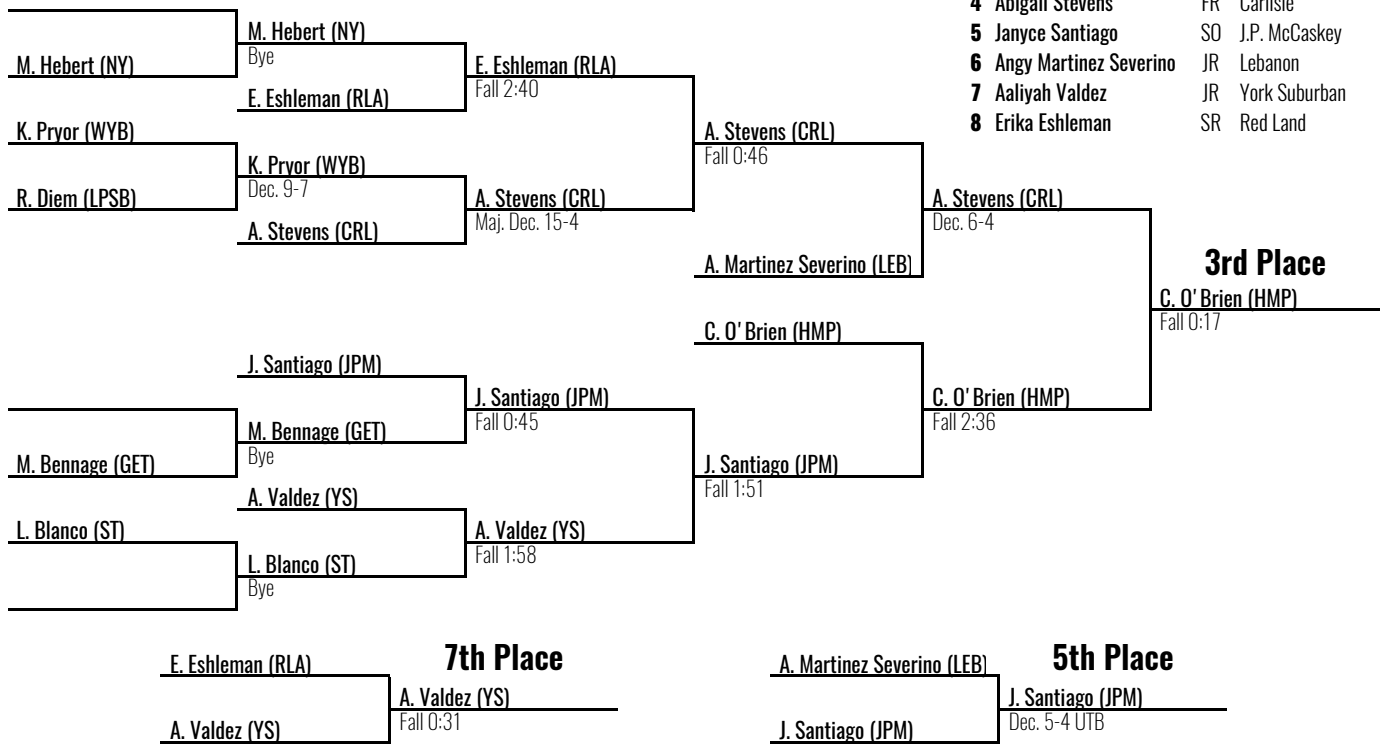 4 Abigail Stevens FR Carlisle
5 Janyce Santiago SO J.P. McCaskey
6 Angy Martinez Severino JR Lebanon
7 Aaliyah Valdez JR York Suburban
8 Erika Eshleman SR Red Land
M. Hebert (NY)
M. Hebert (NY)
Bye
E. Eshleman (RLA)
E. Eshleman (RLA)
Fall 2:40
K. Pryor (WYB)
R. Diem (LPSB)
K. Pryor (WYB)
Dec. 9-7
A. Stevens (CRL)
A. Stevens (CRL)
Maj. Dec. 15-4
A. Stevens (CRL)
Fall 0:46
A. Martinez Severino (LEB)
A. Stevens (CRL)
Dec. 6-4
3rd Place
C. O'Brien (HMP)
Fall 0:17
C. O'Brien (HMP)
C. O'Brien (HMP)
Fall 2:36
J. Santiago (JPM)
M. Bennage (GET)
M. Bennage (GET)
Bye
J. Santiago (JPM)
Fall 0:45
J. Santiago (JPM)
Fall 1:51
A. Valdez (YS)
L. Blanco (ST)
L. Blanco (ST)
Bye
A. Valdez (YS)
Fall 1:58
7th Place
E. Eshleman (RLA)
A. Valdez (YS)
A. Valdez (YS)
Fall 0:31
5th Place
A. Martinez Severino (LEB)
J. Santiago (JPM)
J. Santiago (JPM)
Dec. 5-4 UTB